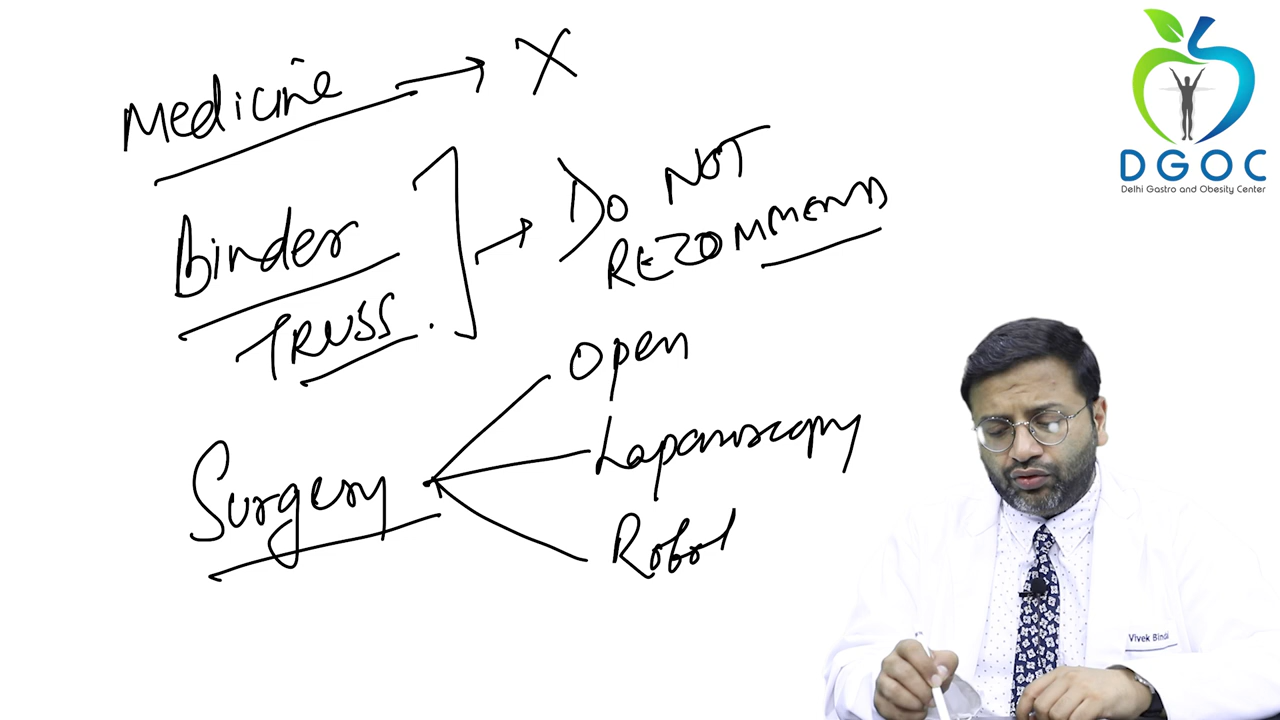 Medicine → X
Binder
TRUSS.
DO NOT
REZOMMEND
Surgery
Open
Laparoscopy
Robot
DGOC
Delhi Gastro and Obesity Center
Vivek Bindal